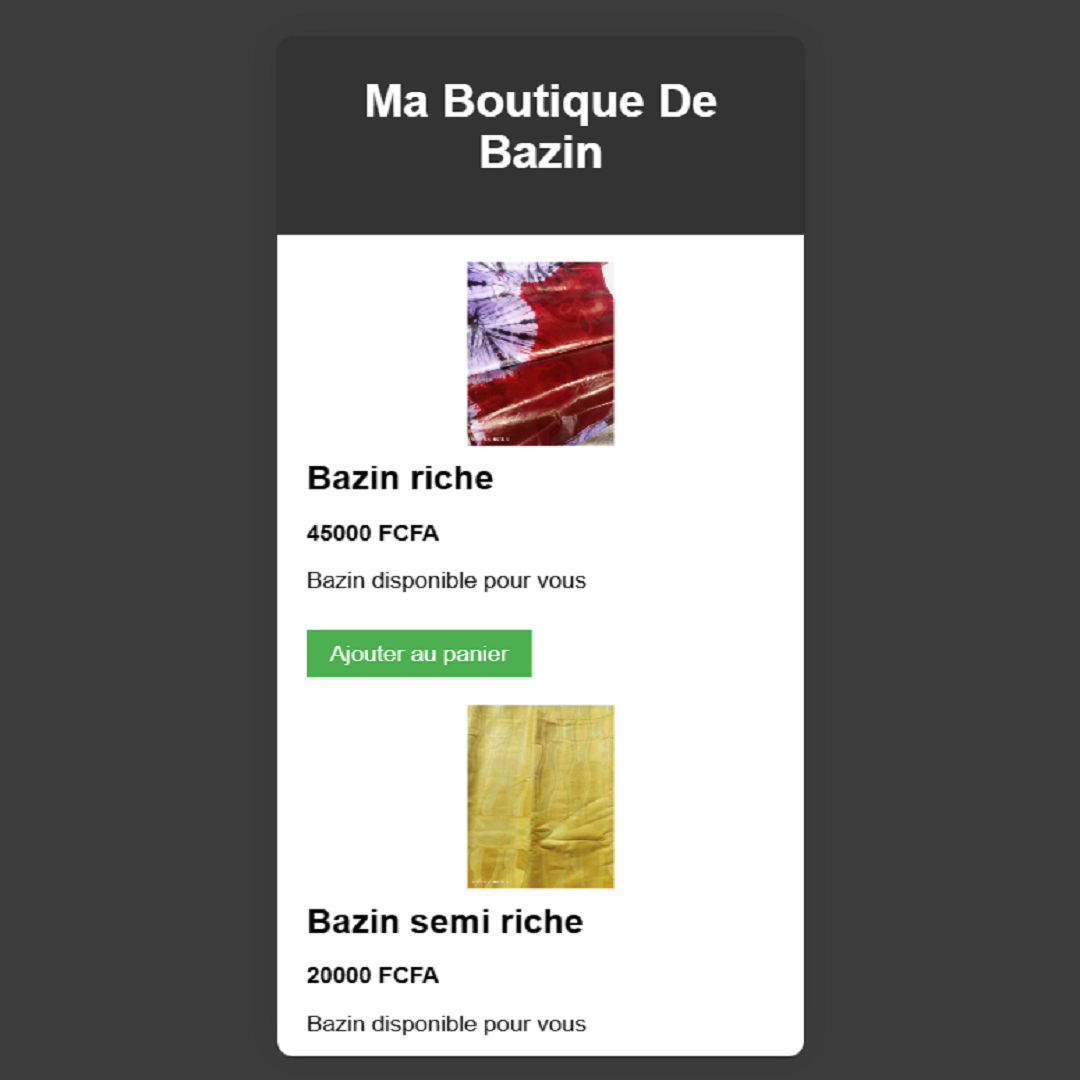 Ma Boutique De
Bazin
Bazin riche
45000 FCFA
Bazin disponible pour vous
Ajouter au panier
Bazin semi riche
20000 FCFA
Bazin disponible pour vous